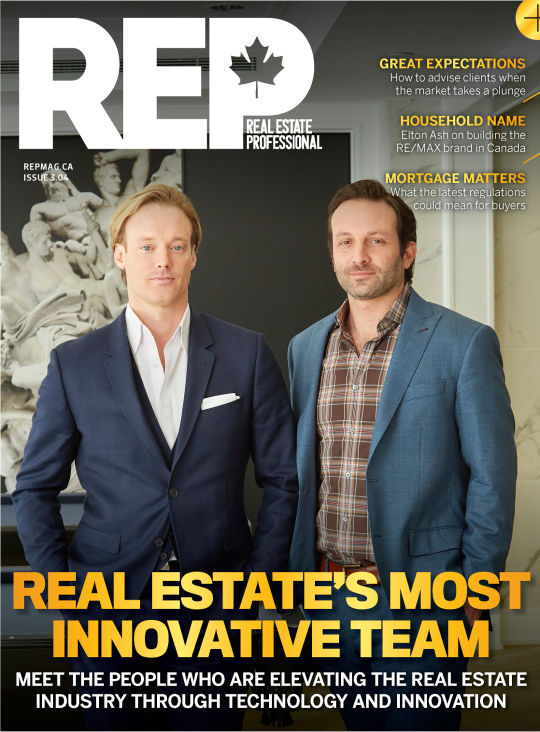 REP
REAL ESTATE
PROFESSIONAL
REPMAG.CA
ISSUE 3.04
GREAT EXPECTATIONS
How to advise clients when
the market takes a plunge
HOUSEHOLD NAME
Elton Ash on building the
RE/MAX brand in Canada
MORTGAGE MATTERS
What the latest regulations
could mean for buyers
REAL ESTATE'S MOST
INNOVATIVE TEAM
MEET THE PEOPLE WHO ARE ELEVATING THE REAL ESTATE
INDUSTRY THROUGH TECHNOLOGY AND INNOVATION